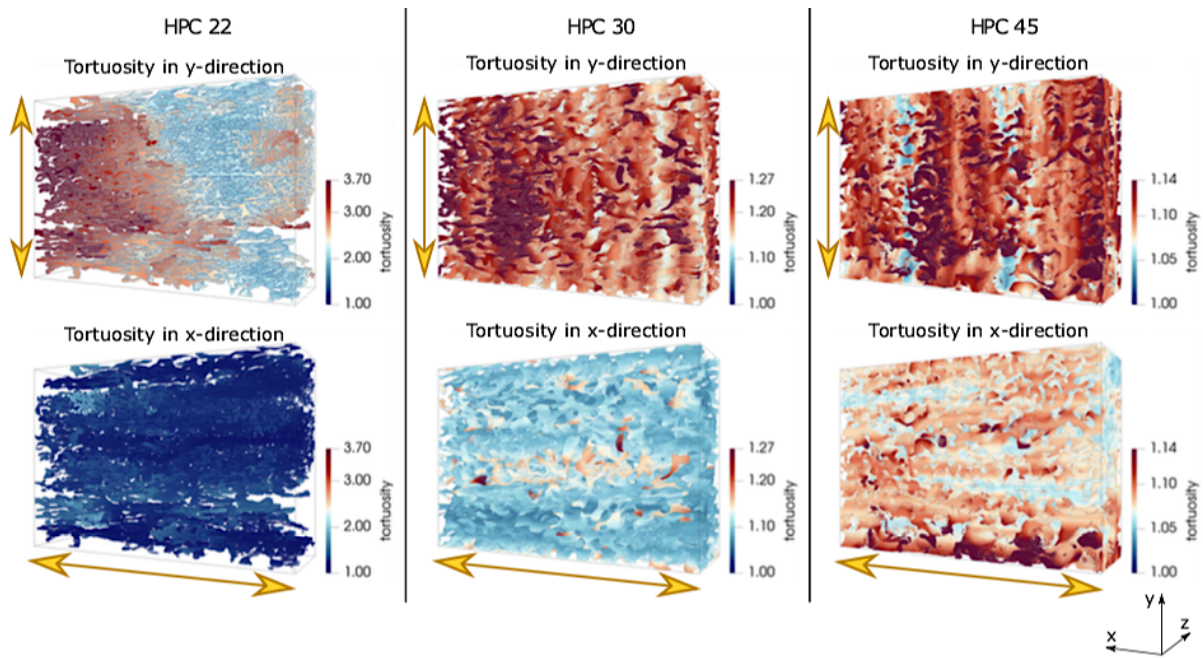 HPC 22
HPC 30
HPC 45
Tortuosity in y-direction
Tortuosity in y-direction
Tortuosity in y-direction
3.70
3.00
2.00
1.00
tortuosity
1.27
1.20
1.10
1.00
tortuosity
1.14
1.10
1.05
1.00
tortuosity
Tortuosity in x-direction
Tortuosity in x-direction
Tortuosity in x-direction
3.70
3.00
2.00
1.00
tortuosity
1.27
1.20
1.10
1.00
tortuosity
1.14
1.10
1.05
1.00
tortuosity
y
z
x